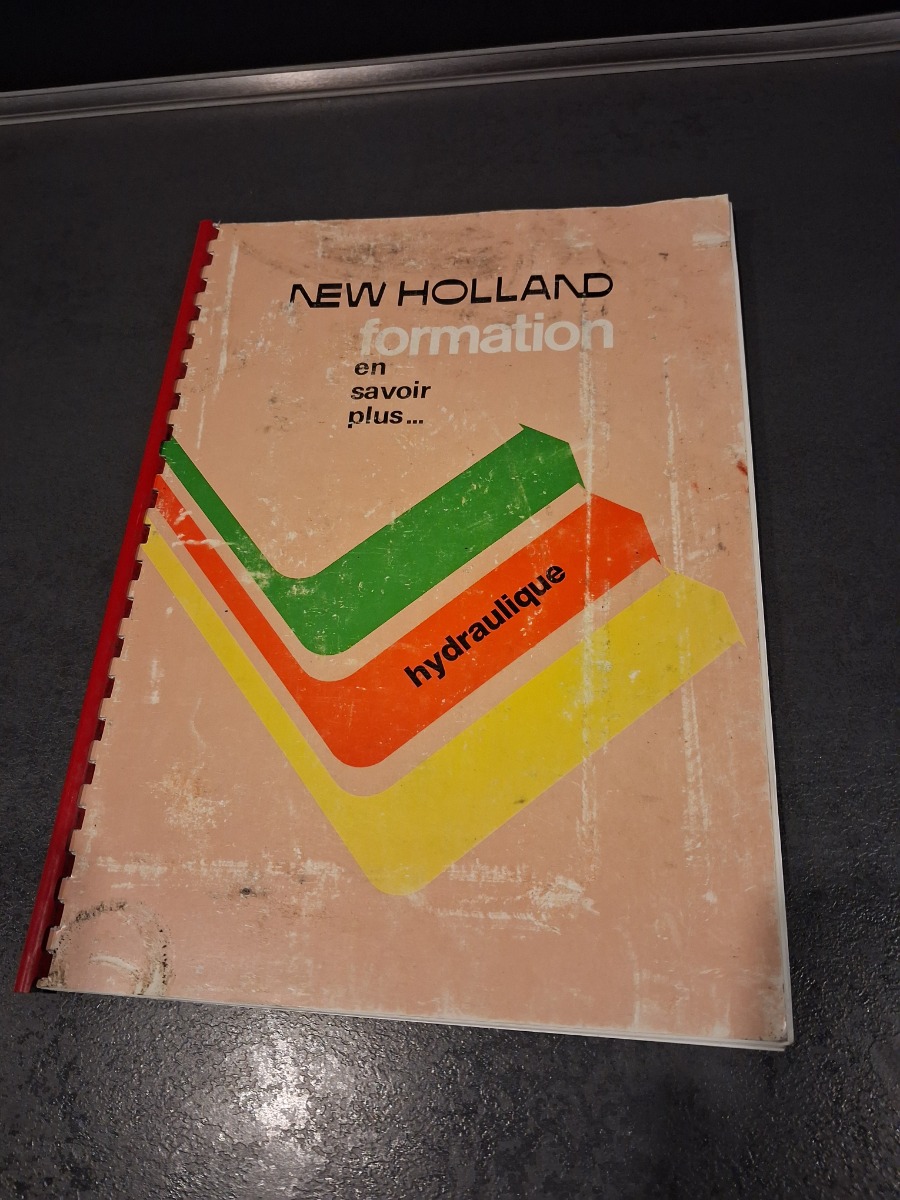 NEW HOLLAND
formation
en
savoir
plus...
hydraulique